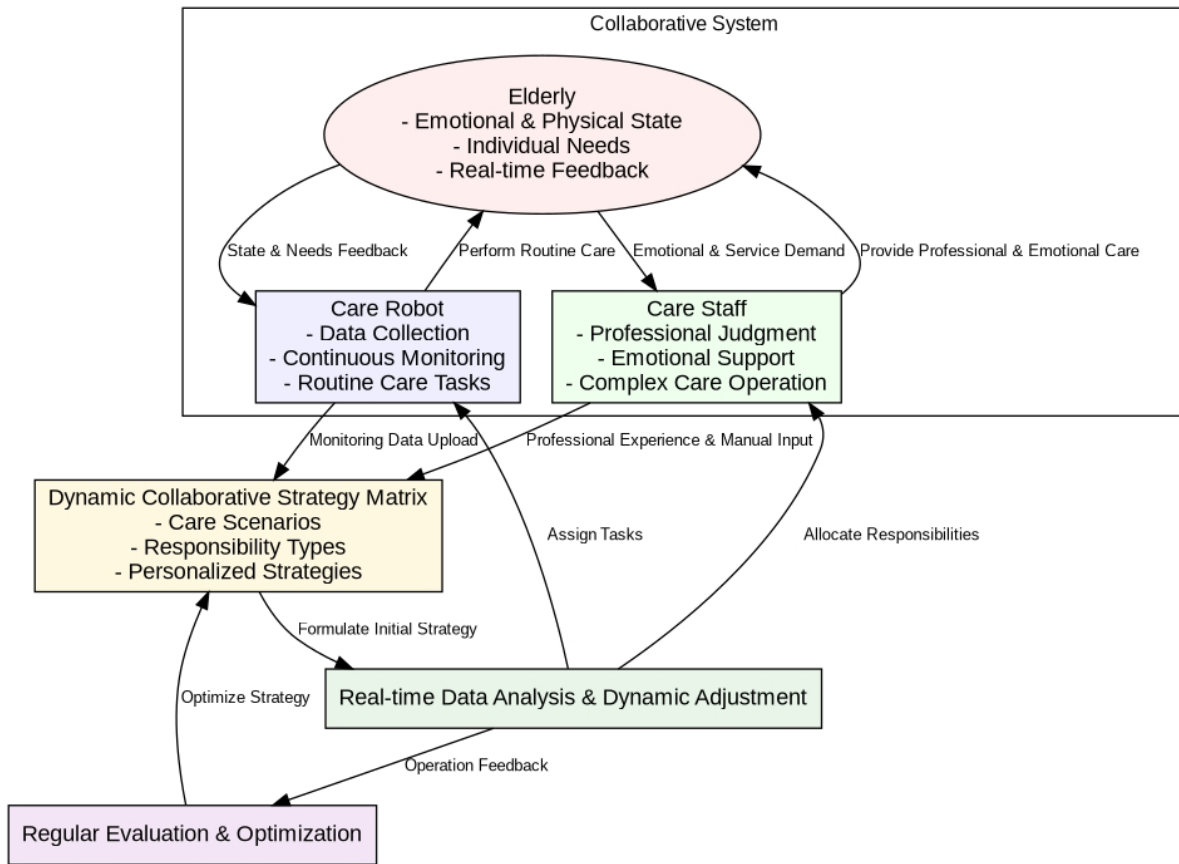 Collaborative System
Elderly
- Emotional & Physical State
- Individual Needs
- Real-time Feedback
State & Needs Feedback
Perform Routine Care
Emotional & Service Demand
Provide Professional & Emotional Care
Care Robot
- Data Collection
- Continuous Monitoring
- Routine Care Tasks
Care Staff
- Professional Judgment
- Emotional Support
- Complex Care Operation
Monitoring Data Upload
Professional Experience & Manual Input
Dynamic Collaborative Strategy Matrix
- Care Scenarios
- Responsibility Types
- Personalized Strategies
Assign Tasks
Allocate Responsibilities
Formulate Initial Strategy
Real-time Data Analysis & Dynamic Adjustment
Optimize Strategy
Operation Feedback
Regular Evaluation & Optimization